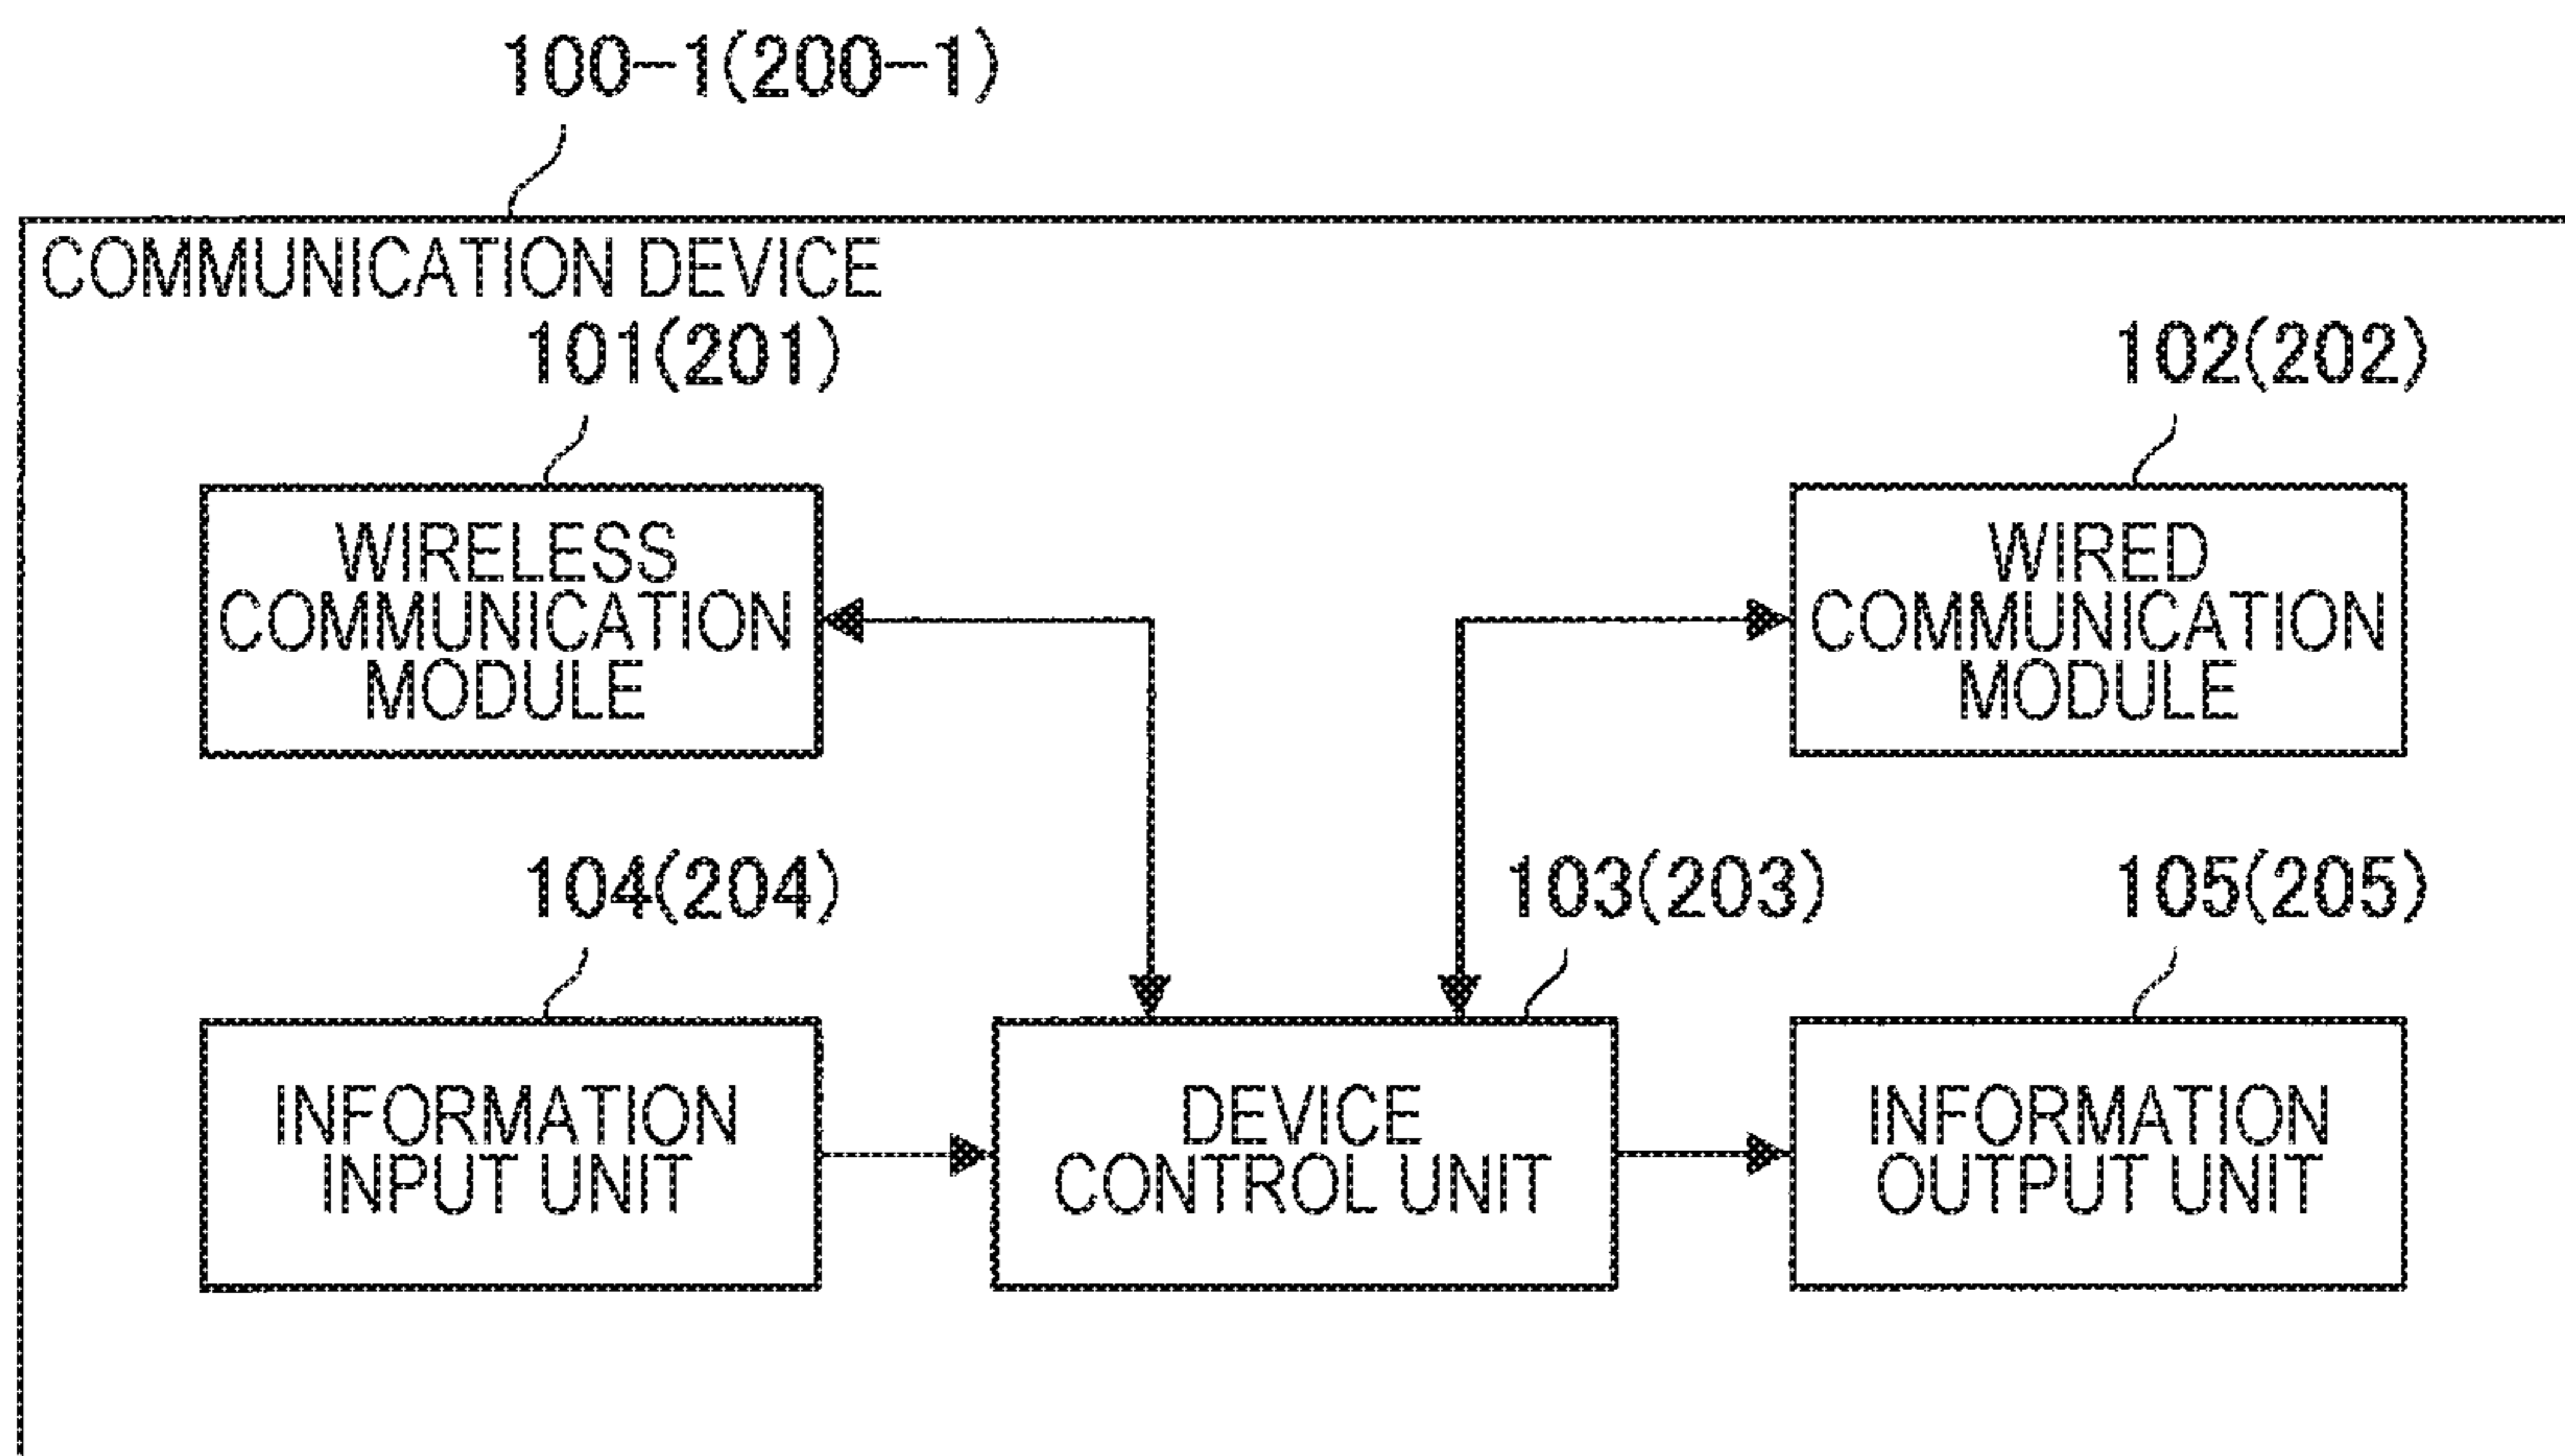 100-1(200-1)
COMMUNICATION DEVICE
101(201)
102(202)
WIRELESS
COMMUNICATION
MODULE
WIRED
COMMUNICATION
MODULE
104(204)
103(203)
105(205)
INFORMATION
INPUT UNIT
DEVICE
CONTROL UNIT
INFORMATION
OUTPUT UNIT